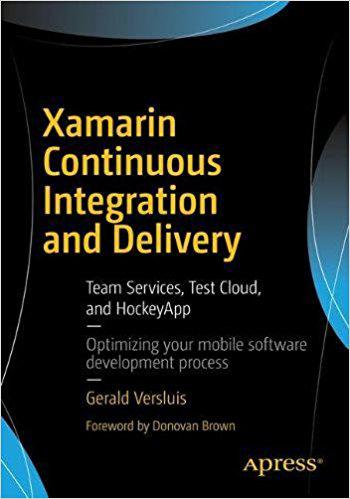 Xamarin
Continuous
Integration
and Delivery
Team Services, Test Cloud,
and HockeyApp
—
Optimizing your mobile software
development process
—
Gerald Versluis
Foreword by Donovan Brown
Apress®